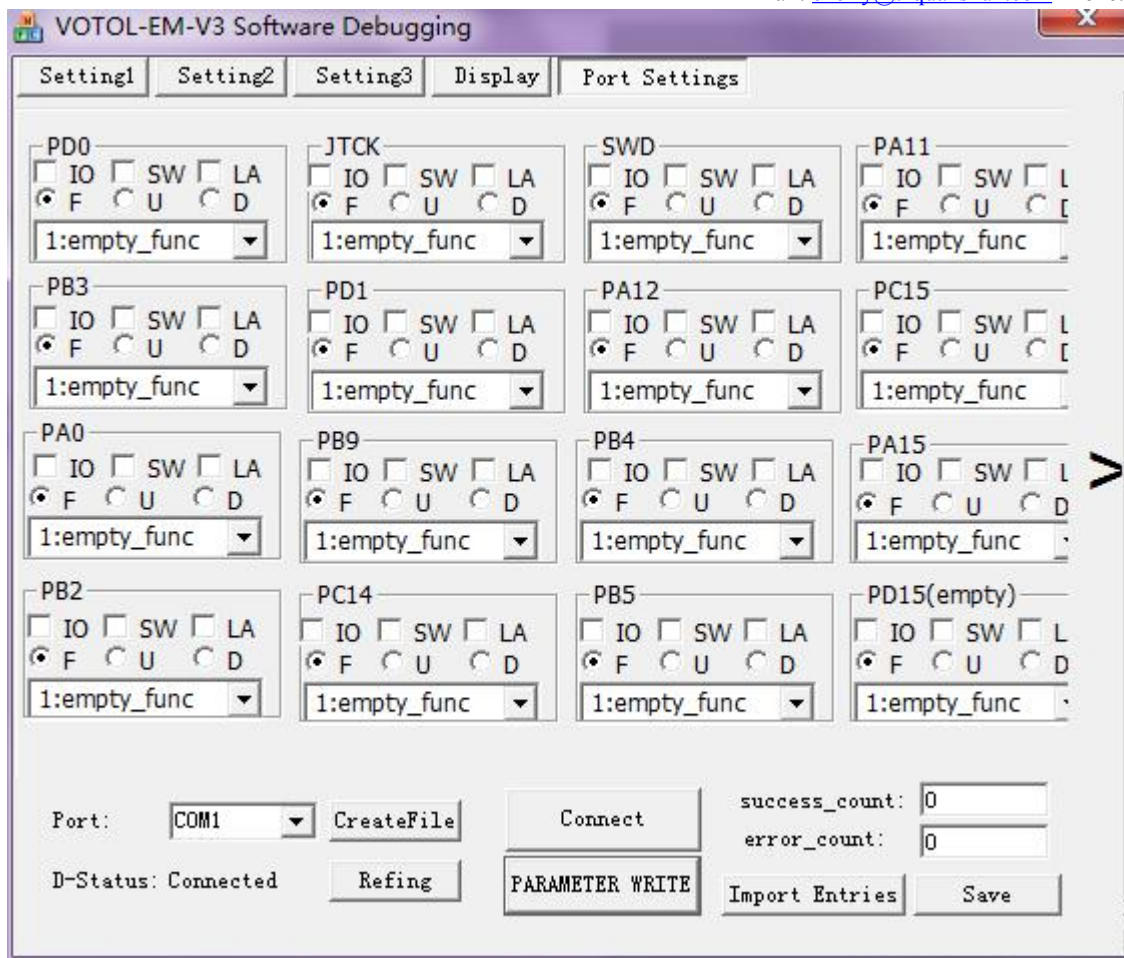 VOTOL-EM-V3 Software Debugging
X
Setting1 Setting2 Setting3 Display Port Settings
PD0 JTCK SWD PA11
IO SW LA IO SW LA IO SW LA IO SW L
F U D F U D F U D F U
1:empty_func 1:empty_func 1:empty_func 1:empty_func
PB3 PD1 PA12 PC15
IO SW LA IO SW LA IO SW LA IO SW L
F U D F U D F U D F U
1:empty_func 1:empty_func 1:empty_func 1:empty_func
PA0 PB9 PB4 PA15
IO SW LA IO SW LA IO SW LA IO SW L
F U D F U D F U D F U D
1:empty_func 1:empty_func 1:empty_func 1:empty_func
>
PB2 PC14 PB5 PD15(empty)
IO SW LA IO SW LA IO SW LA IO SW L
F U D F U D F U D F U D
1:empty_func 1:empty_func 1:empty_func 1:empty_func
Port: COM1 CreateFile Connect success_count: 0
error_count: 0
D-Status: Connected Refing PARAMETER WRITE Import Entries Save